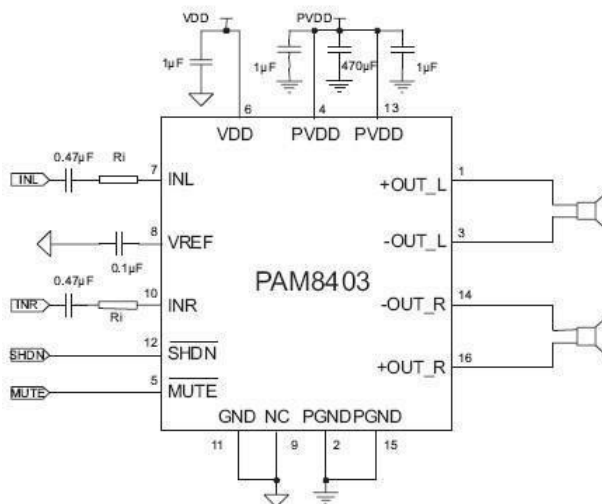 VDD
PVDD
1µF
1µF
470µF
1µF
6
4
13
VDD
PVDD
PVDD
0.47µF
Ri
INL
7
INL
+OUT_L
1
8
VREF
-OUT_L
3
0.1µF
0.47µF
PAM8403
INR
Ri
10
INR
-OUT_R
14
SHDN
12
SHDN
+OUT_R
16
MUTE
5
MUTE
GND
NC
PGND
PGND
11
9
2
15